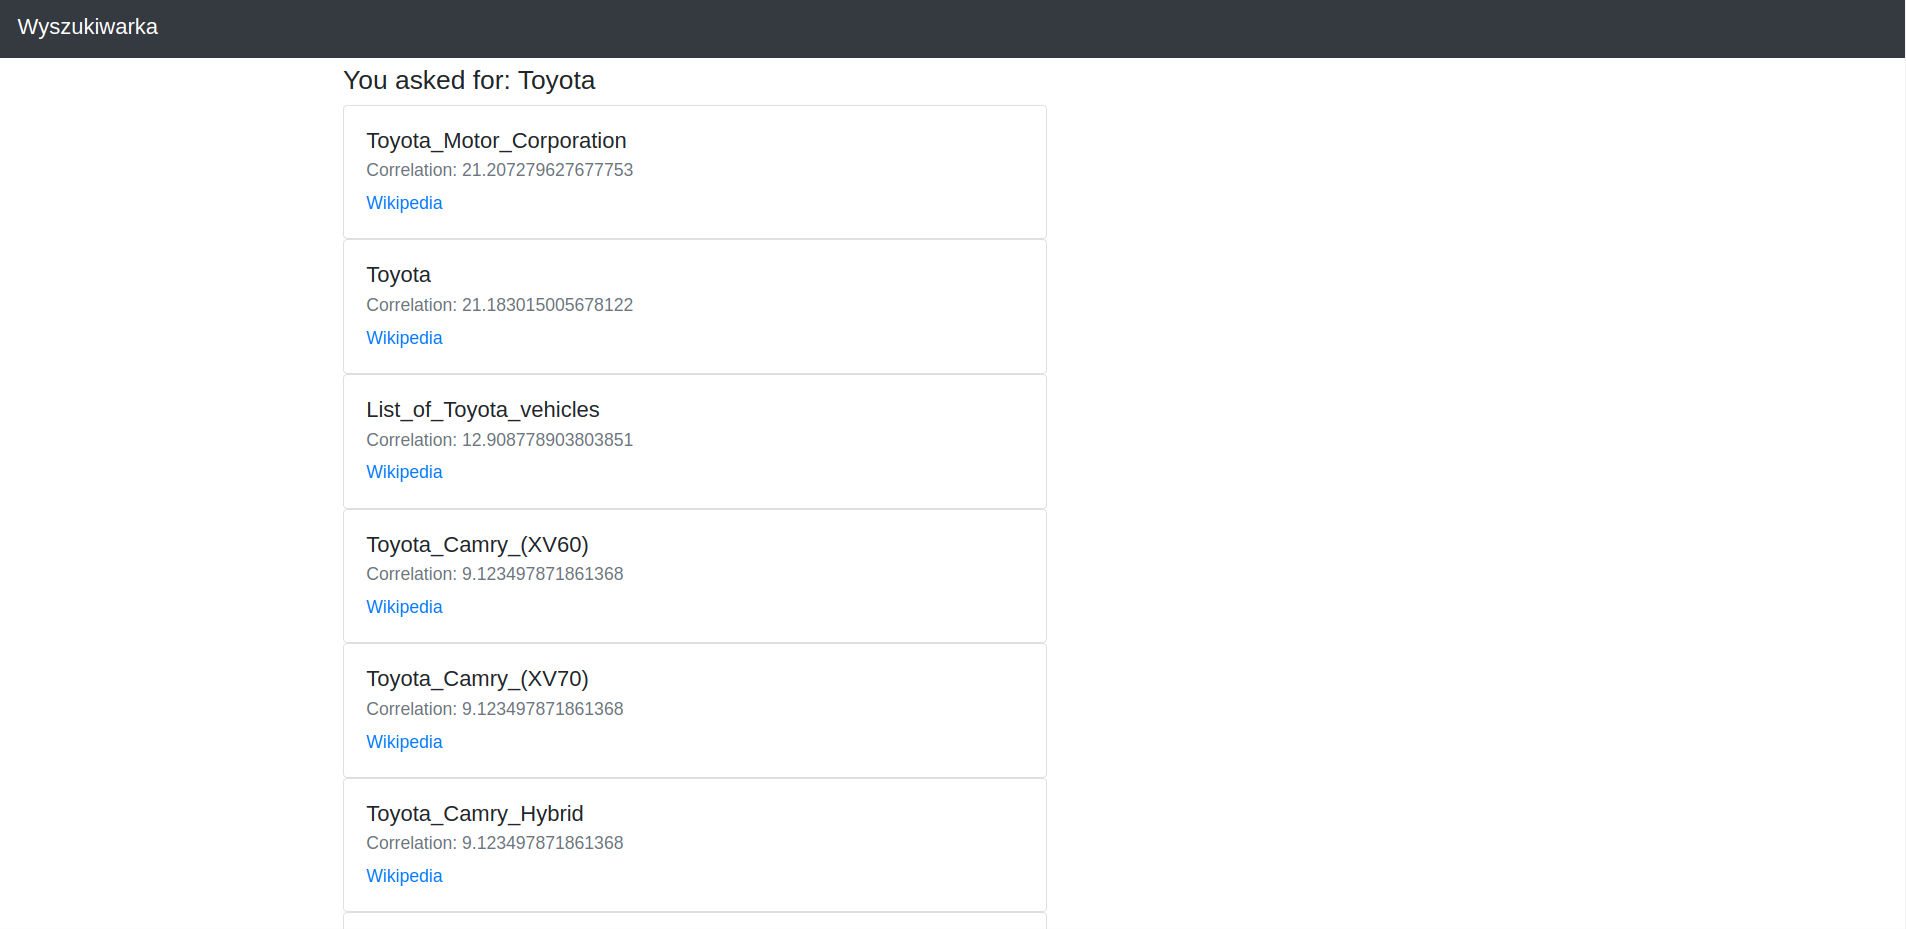 Wyszukiwarka
You asked for: Toyota
Toyota_Motor_Corporation
Correlation: 21.207279627677753
Wikipedia
Toyota
Correlation: 21.183015005678122
Wikipedia
List_of_Toyota_vehicles
Correlation: 12.908778903803851
Wikipedia
Toyota_Camry_(XV60)
Correlation: 9.123497871861368
Wikipedia
Toyota_Camry_(XV70)
Correlation: 9.123497871861368
Wikipedia
Toyota_Camry_Hybrid
Correlation: 9.123497871861368
Wikipedia